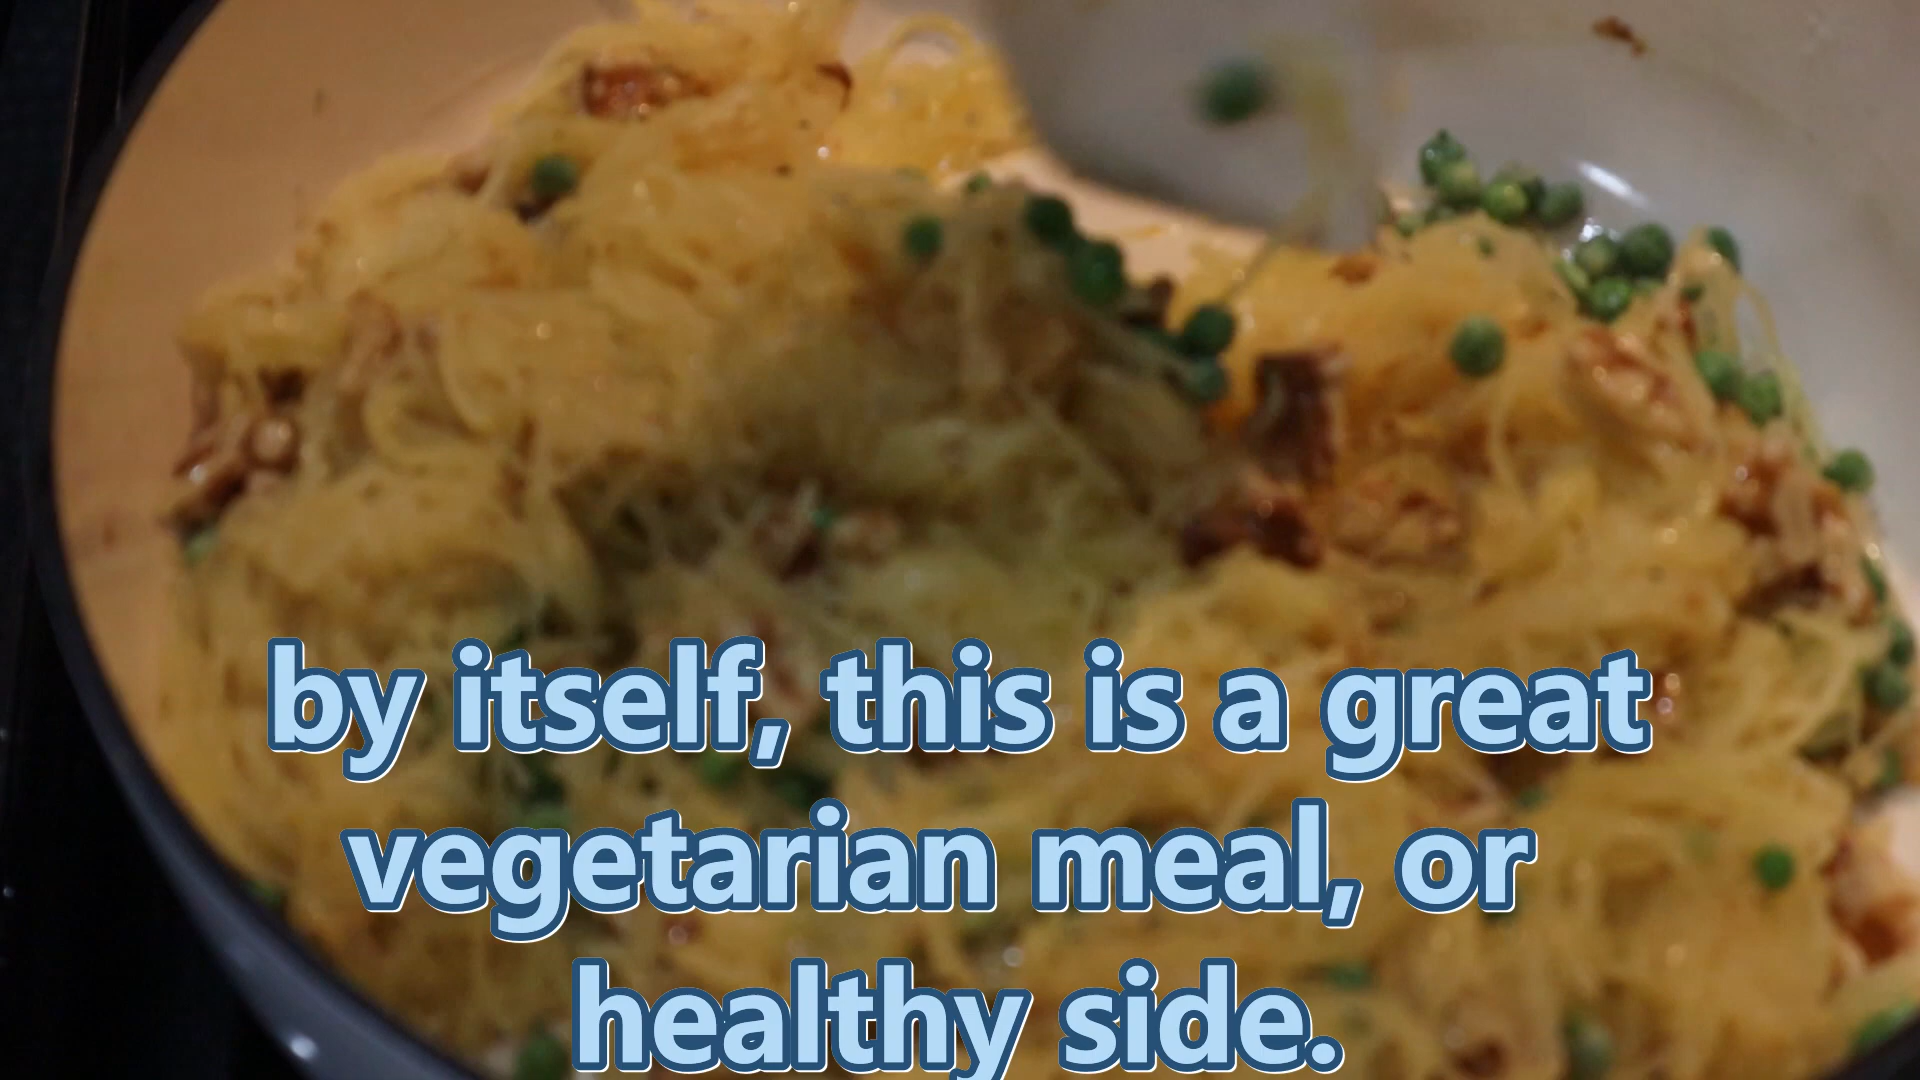 by itself, this is a great
vegetarian meal, or
healthy side.